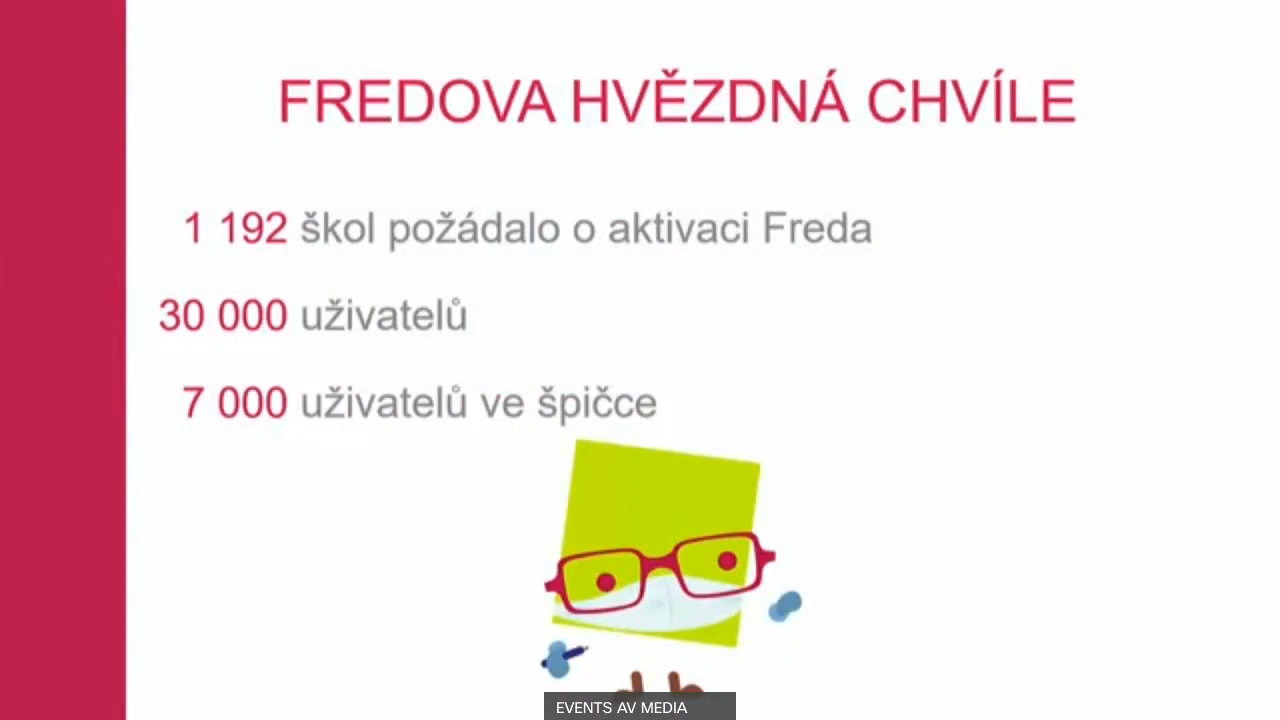 FREDOVA HVĚZDNÁ CHVÍLE
1 192 škol požádalo o aktivaci Freda
30 000 uživatelů
7 000 uživatelů ve špičce
EVENTS AV MEDIA